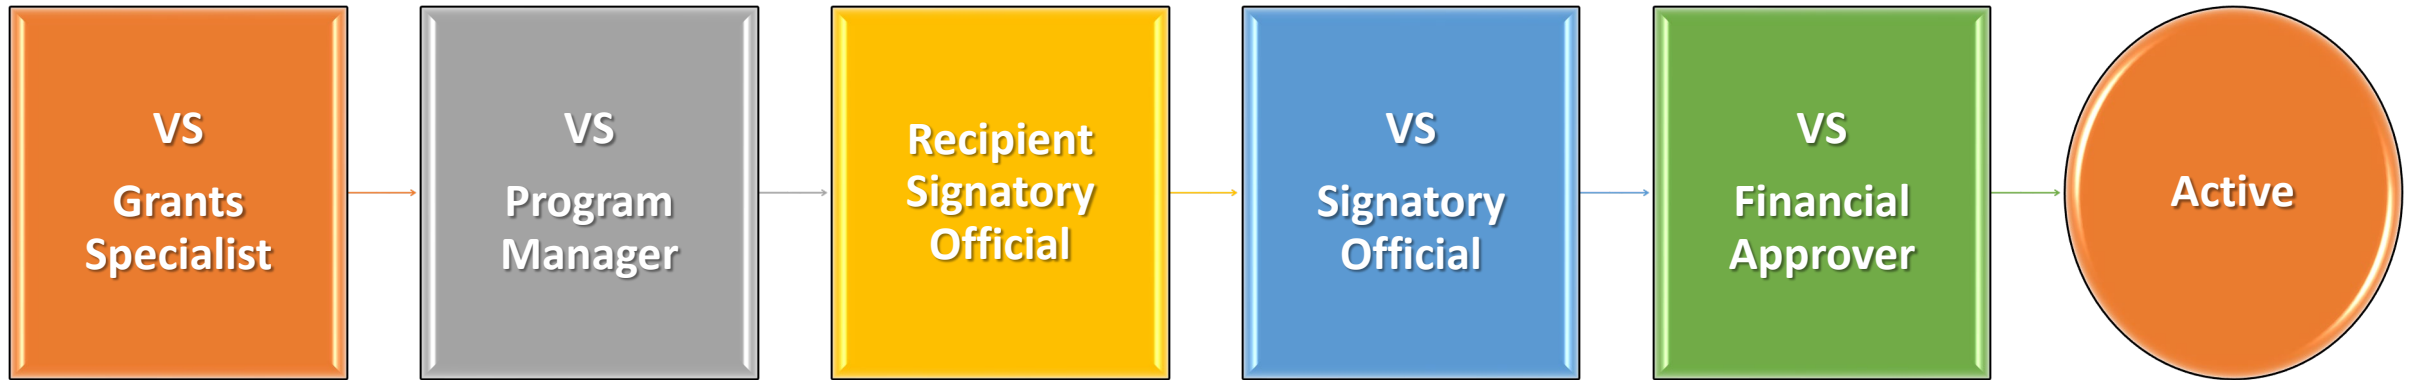 VS
Grants
Specialist
VS
Program
Manager
Recipient
Signatory
Official
VS
Signatory
Official
VS
Financial
Approver
Active